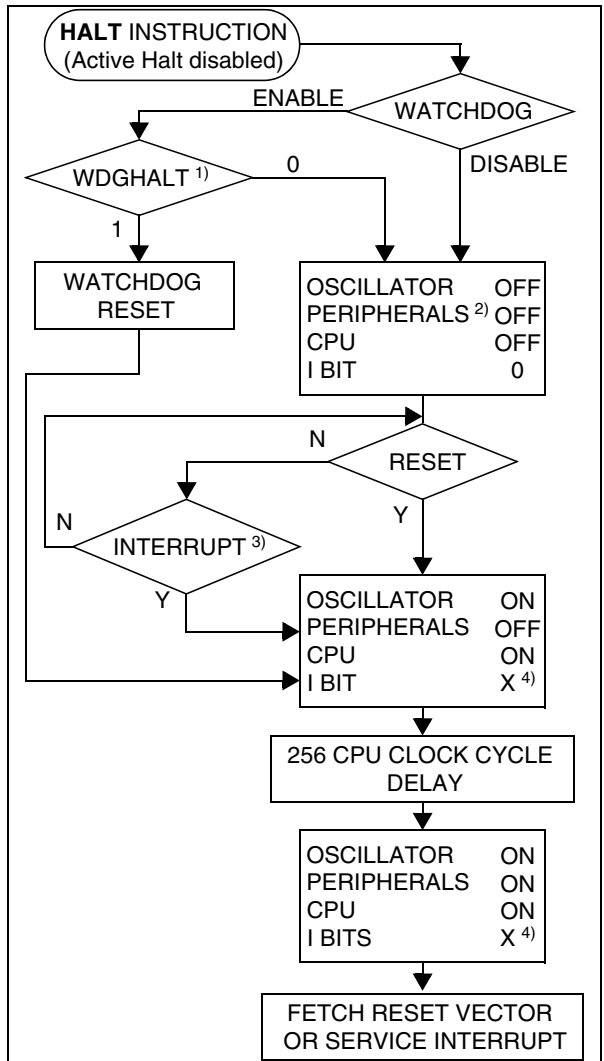 HALT INSTRUCTION
(Active Halt disabled)
ENABLE
WATCHDOG
WDGHALT 1)
0
DISABLE
1
WATCHDOG
RESET
OSCILLATOR OFF
PERIPHERALS 2) OFF
CPU OFF
I BIT 0
N
RESET
N
INTERRUPT 3)
Y
Y
OSCILLATOR ON
PERIPHERALS OFF
CPU ON
I BIT X 4)
256 CPU CLOCK CYCLE
DELAY
OSCILLATOR ON
PERIPHERALS ON
CPU ON
I BITS X 4)
FETCH RESET VECTOR
OR SERVICE INTERRUPT